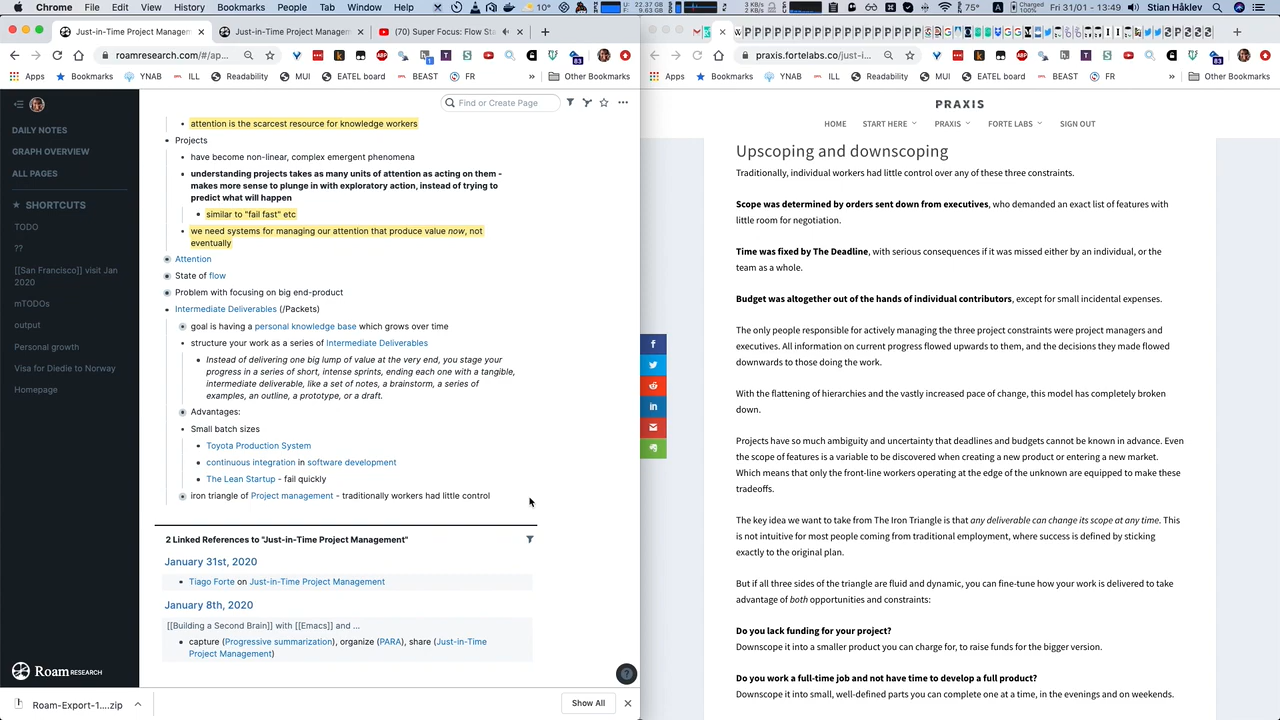 Chrome File Edit View History Bookmarks People Tab Window Help
10° U: 22.37 GB F: 9.63 GB 3 KB/s 2 KB/s 75° Charged 100% Fri 31/01 - 13:49 Stian Håklev
Just-in-Time Project Managemen
Just-in-Time Project Managemen
(70) Super Focus: Flow Sta
roamresearch.com/#/ap...
Apps Bookmarks YNAB ILL Readability MUI EATEL board BEAST FR » Other Bookmarks
DAILY NOTES
GRAPH OVERVIEW
ALL PAGES
★ SHORTCUTS
TODO
??
[[San Francisco]] visit Jan 2020
mTODOs
output
Personal growth
Visa for Diedie to Norway
Homepage
Roam RESEARCH
Find or Create Page
attention is the scarcest resource for knowledge workers
Projects
have become non-linear, complex emergent phenomena
understanding projects takes as many units of attention as acting on them -
makes more sense to plunge in with exploratory action, instead of trying to
predict what will happen
similar to "fail fast" etc
we need systems for managing our attention that produce value now, not
eventually
Attention
State of flow
Problem with focusing on big end-product
Intermediate Deliverables (/Packets)
goal is having a personal knowledge base which grows over time
structure your work as a series of Intermediate Deliverables
Instead of delivering one big lump of value at the very end, you stage your
progress in a series of short, intense sprints, ending each one with a tangible,
intermediate deliverable, like a set of notes, a brainstorm, a series of
examples, an outline, a prototype, or a draft.
Advantages:
Small batch sizes
Toyota Production System
continuous integration in software development
The Lean Startup - fail quickly
iron triangle of Project management - traditionally workers had little control
2 Linked References to "Just-in-Time Project Management"
January 31st, 2020
Tiago Forte on Just-in-Time Project Management
January 8th, 2020
[[Building a Second Brain]] with [[Emacs]] and ...
capture (Progressive summarization), organize (PARA), share (Just-in-Time
Project Management)
Roam-Export-1....zip
Show All
praxis.fortelabs.co/just-i...
Apps Bookmarks YNAB ILL Readability MUI EATEL board BEAST FR » Other Bookmarks
PRAXIS
HOME START HERE PRAXIS FORTE LABS SIGN OUT
Upscoping and downscoping
Traditionally, individual workers had little control over any of these three constraints.
Scope was determined by orders sent down from executives, who demanded an exact list of features with
little room for negotiation.
Time was fixed by The Deadline, with serious consequences if it was missed either by an individual, or the
team as a whole.
Budget was altogether out of the hands of individual contributors, except for small incidental expenses.
The only people responsible for actively managing the three project constraints were project managers and
executives. All information on current progress flowed upwards to them, and the decisions they made flowed
downwards to those doing the work.
With the flattening of hierarchies and the vastly increased pace of change, this model has completely broken
down.
Projects have so much ambiguity and uncertainty that deadlines and budgets cannot be known in advance. Even
the scope of features is a variable to be discovered when creating a new product or entering a new market.
Which means that only the front-line workers operating at the edge of the unknown are equipped to make these
tradeoffs.
The key idea we want to take from The Iron Triangle is that any deliverable can change its scope at any time. This
is not intuitive for most people coming from traditional employment, where success is defined by sticking
exactly to the original plan.
But if all three sides of the triangle are fluid and dynamic, you can fine-tune how your work is delivered to take
advantage of both opportunities and constraints:
Do you lack funding for your project?
Downscope it into a smaller product you can charge for, to raise funds for the bigger version.
Do you work a full-time job and not have time to develop a full product?
Downscope it into small, well-defined parts you can complete one at a time, in the evenings and on weekends.